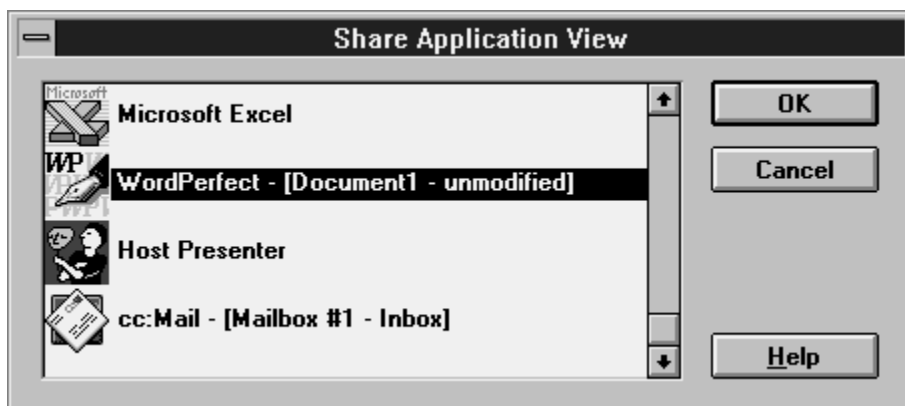 Share Application View
Microsoft
Microsoft Excel
OK
WP
WordPerfect - [Document1 - unmodified]
Cancel
Host Presenter
cc:Mail - [Mailbox #1 - Inbox]
Help